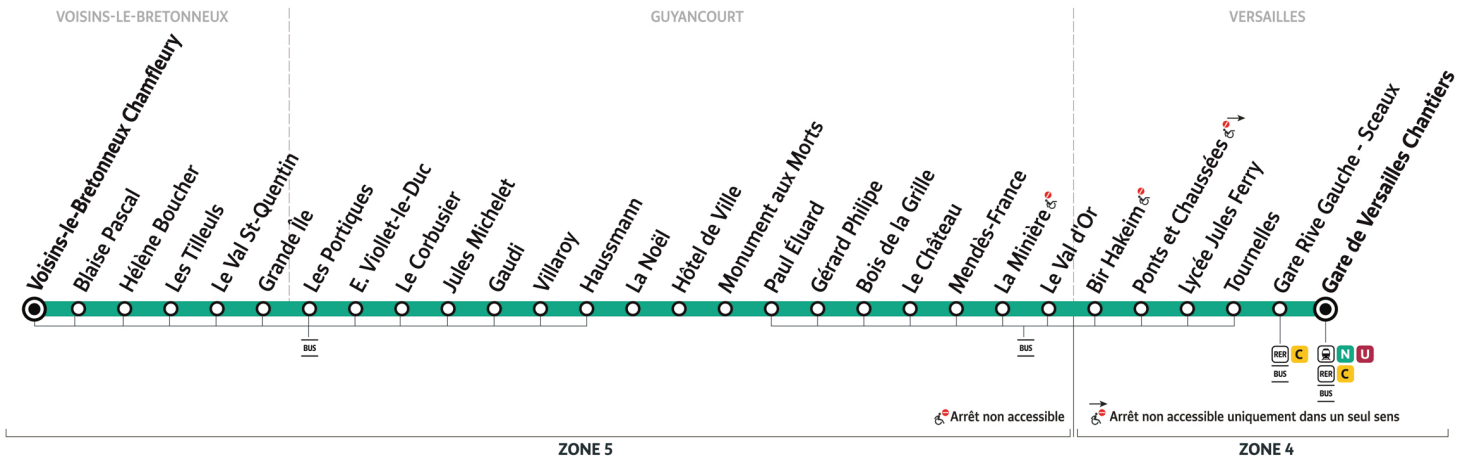 VOISINS-LE-BRETONNEUX
GUYANCOURT
VERSAILLES
Voisins-le-Bretonneux Chamfleury
Blaise Pascal
Hélène Boucher
Les Tilleuls
Le Val St-Quentin
Grande Île
Les Portiques
E. Viollet-le-Duc
Le Corbusier
Jules Michelet
Gaudi
Villaroy
Haussmann
La Noël
Hôtel de Ville
Monument aux Morts
Paul Éluard
Gérard Philipe
Bois de la Grille
Le Château
Mendès-France
La Minière
Le Val d'Or
Bir Hakeim
Ponts et Chaussées
Lycée Jules Ferry
Tournelles
Gare Rive Gauche - Sceaux
Gare de Versailles Chantiers
BUS
BUS
RER C
BUS
N U
RER C
BUS
Arrêt non accessible
Arrêt non accessible uniquement dans un seul sens
ZONE 5
ZONE 4